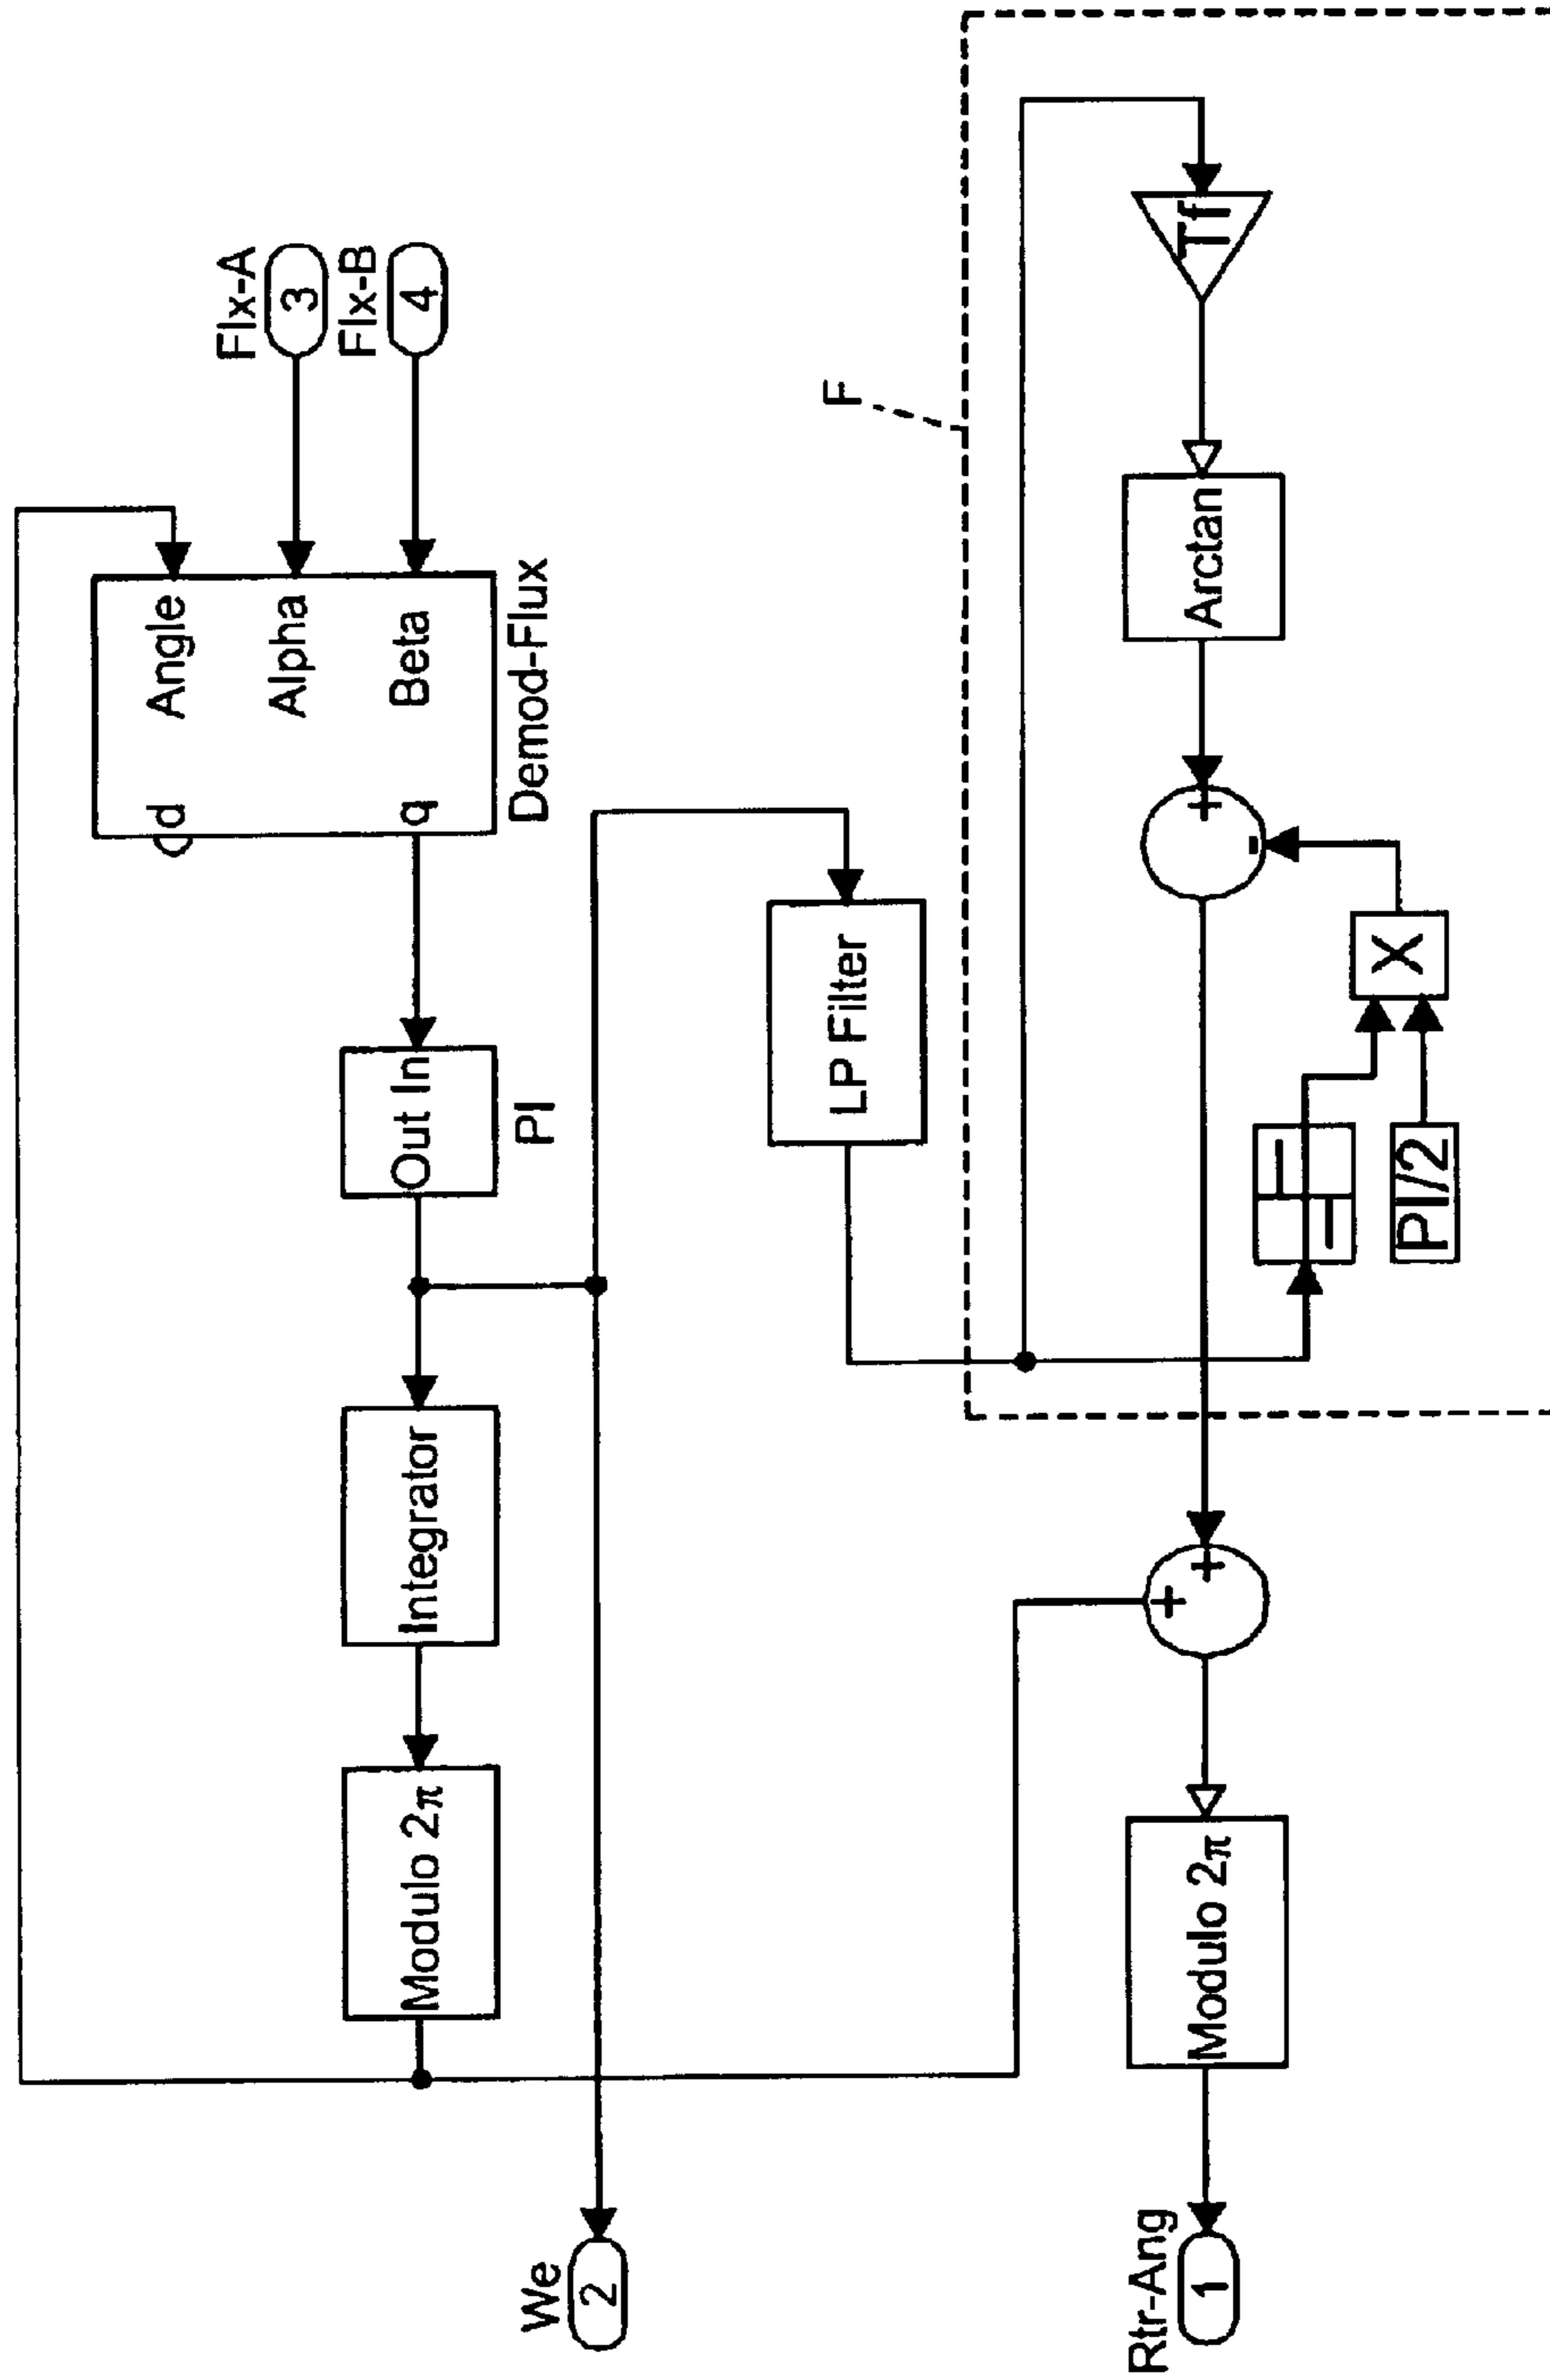 Flx-A
3
Flx-B
4
Angle
Alpha
Beta
d
q
Demod-Flux
Out In
PI
Integrator
Modulo 2π
We
2
LP Filter
F
Tf
Arctan
+
-
X
PI/2
+
+
Modulo 2π
Rtr-Ang
1